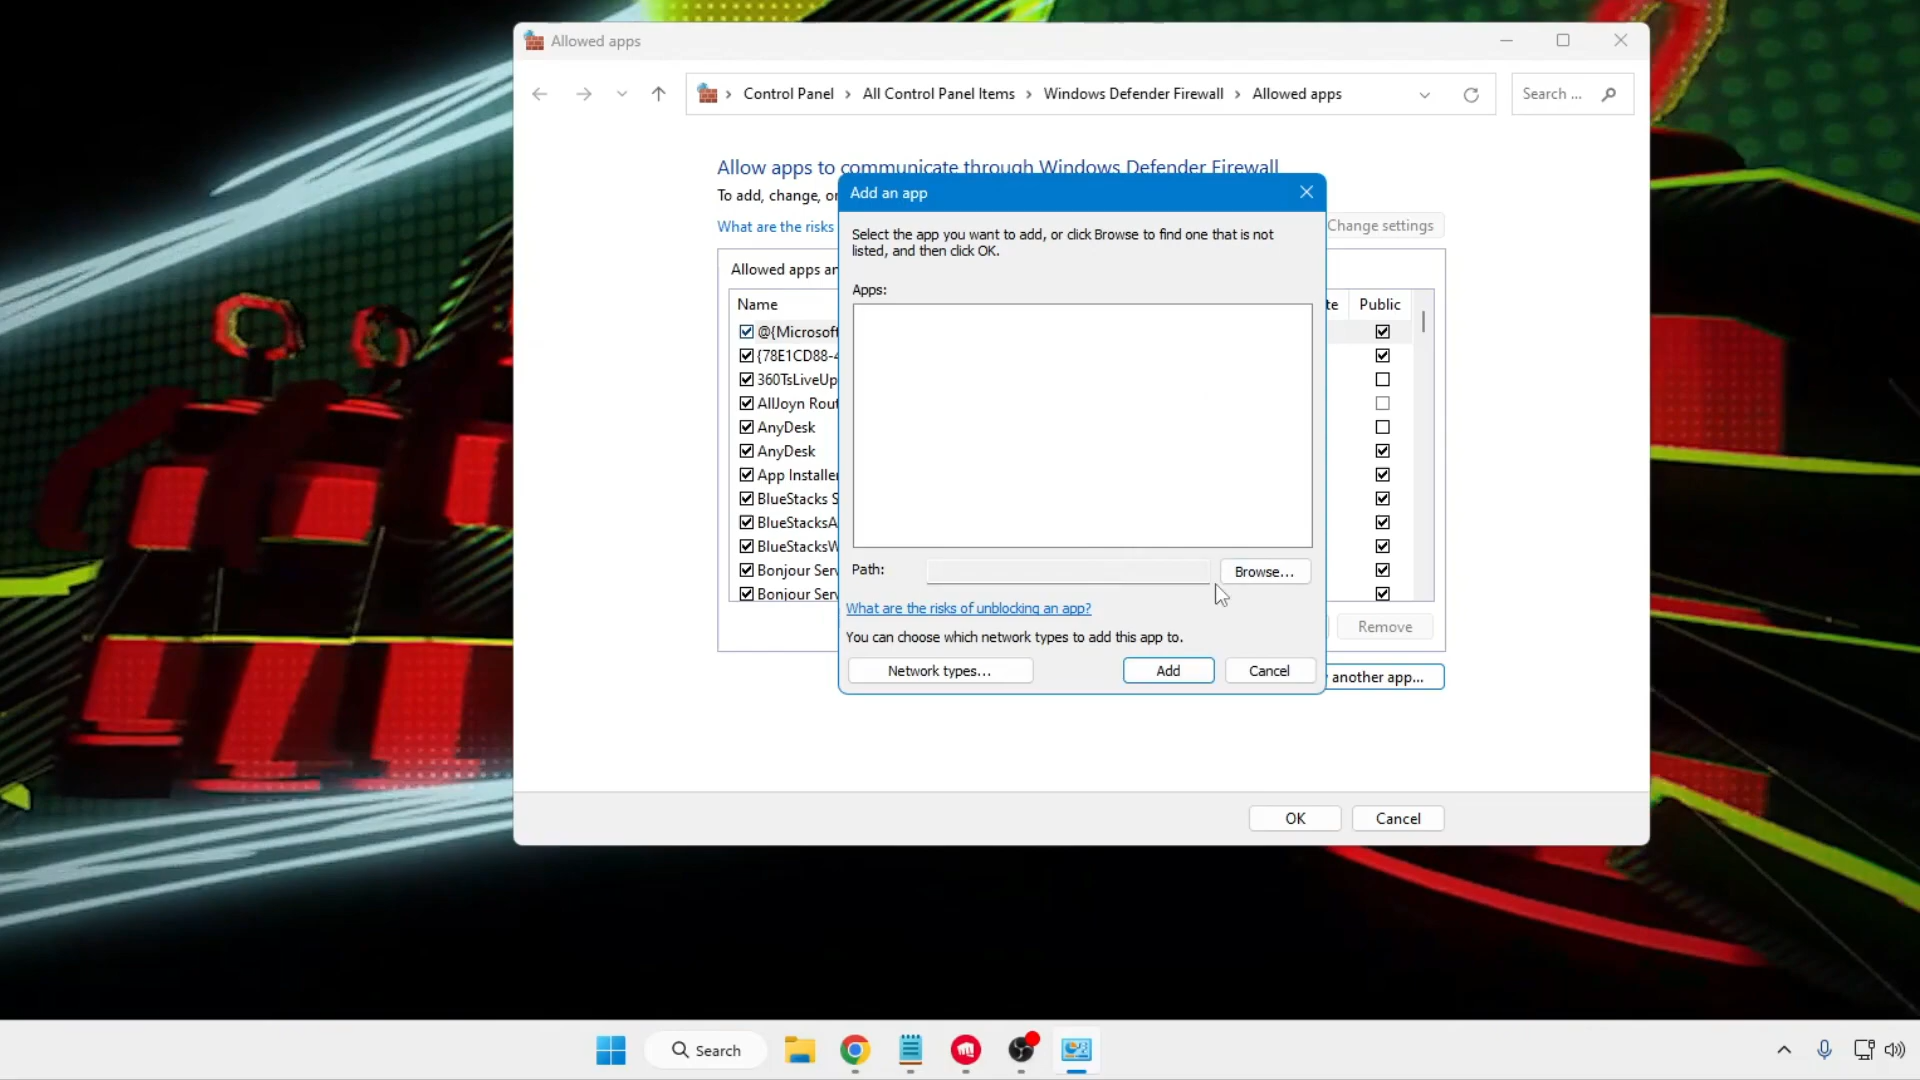 Allowed apps
Control Panel > All Control Panel Items > Windows Defender Firewall > Allowed apps
Search ...
Allow apps to communicate through Windows Defender Firewall
To add, change, or
What are the risks
Change settings
Allowed apps an
Name
te
Public
@{Microsoft
{78E1CD88-4
360TsLiveUp
AllJoyn Rout
AnyDesk
AnyDesk
App Installer
BlueStacks S
BlueStacksA
BlueStacksW
Bonjour Serv
Bonjour Serv
Remove
another app...
OK
Cancel
Add an app
Select the app you want to add, or click Browse to find one that is not
listed, and then click OK.
Apps:
Path:
Browse...
What are the risks of unblocking an app?
You can choose which network types to add this app to.
Network types...
Add
Cancel
Search